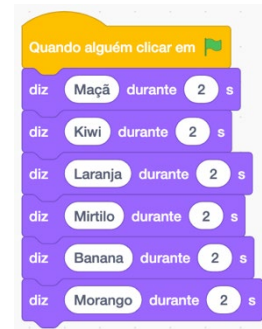 Quando alguém clicar em
diz Maçã durante 2 s
diz Kiwi durante 2 s
diz Laranja durante 2 s
diz Mirtilo durante 2 s
diz Banana durante 2 s
diz Morango durante 2 s